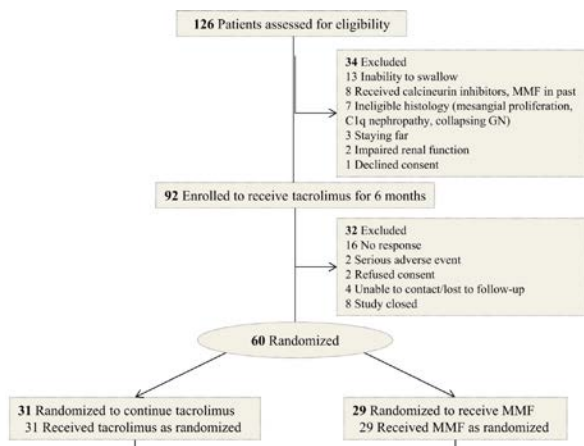 126 Patients assessed for eligibility
34 Excluded
13 Inability to swallow
8 Received calcineurin inhibitors, MMF in past
7 Ineligible histology (mesangial proliferation,
C1q nephropathy, collapsing GN)
3 Staying far
2 Impaired renal function
1 Declined consent
92 Enrolled to receive tacrolimus for 6 months
32 Excluded
16 No response
2 Serious adverse event
2 Refused consent
4 Unable to contact/lost to follow-up
8 Study closed
60 Randomized
31 Randomized to continue tacrolimus
31 Received tacrolimus as randomized
29 Randomized to receive MMF
29 Received MMF as randomized